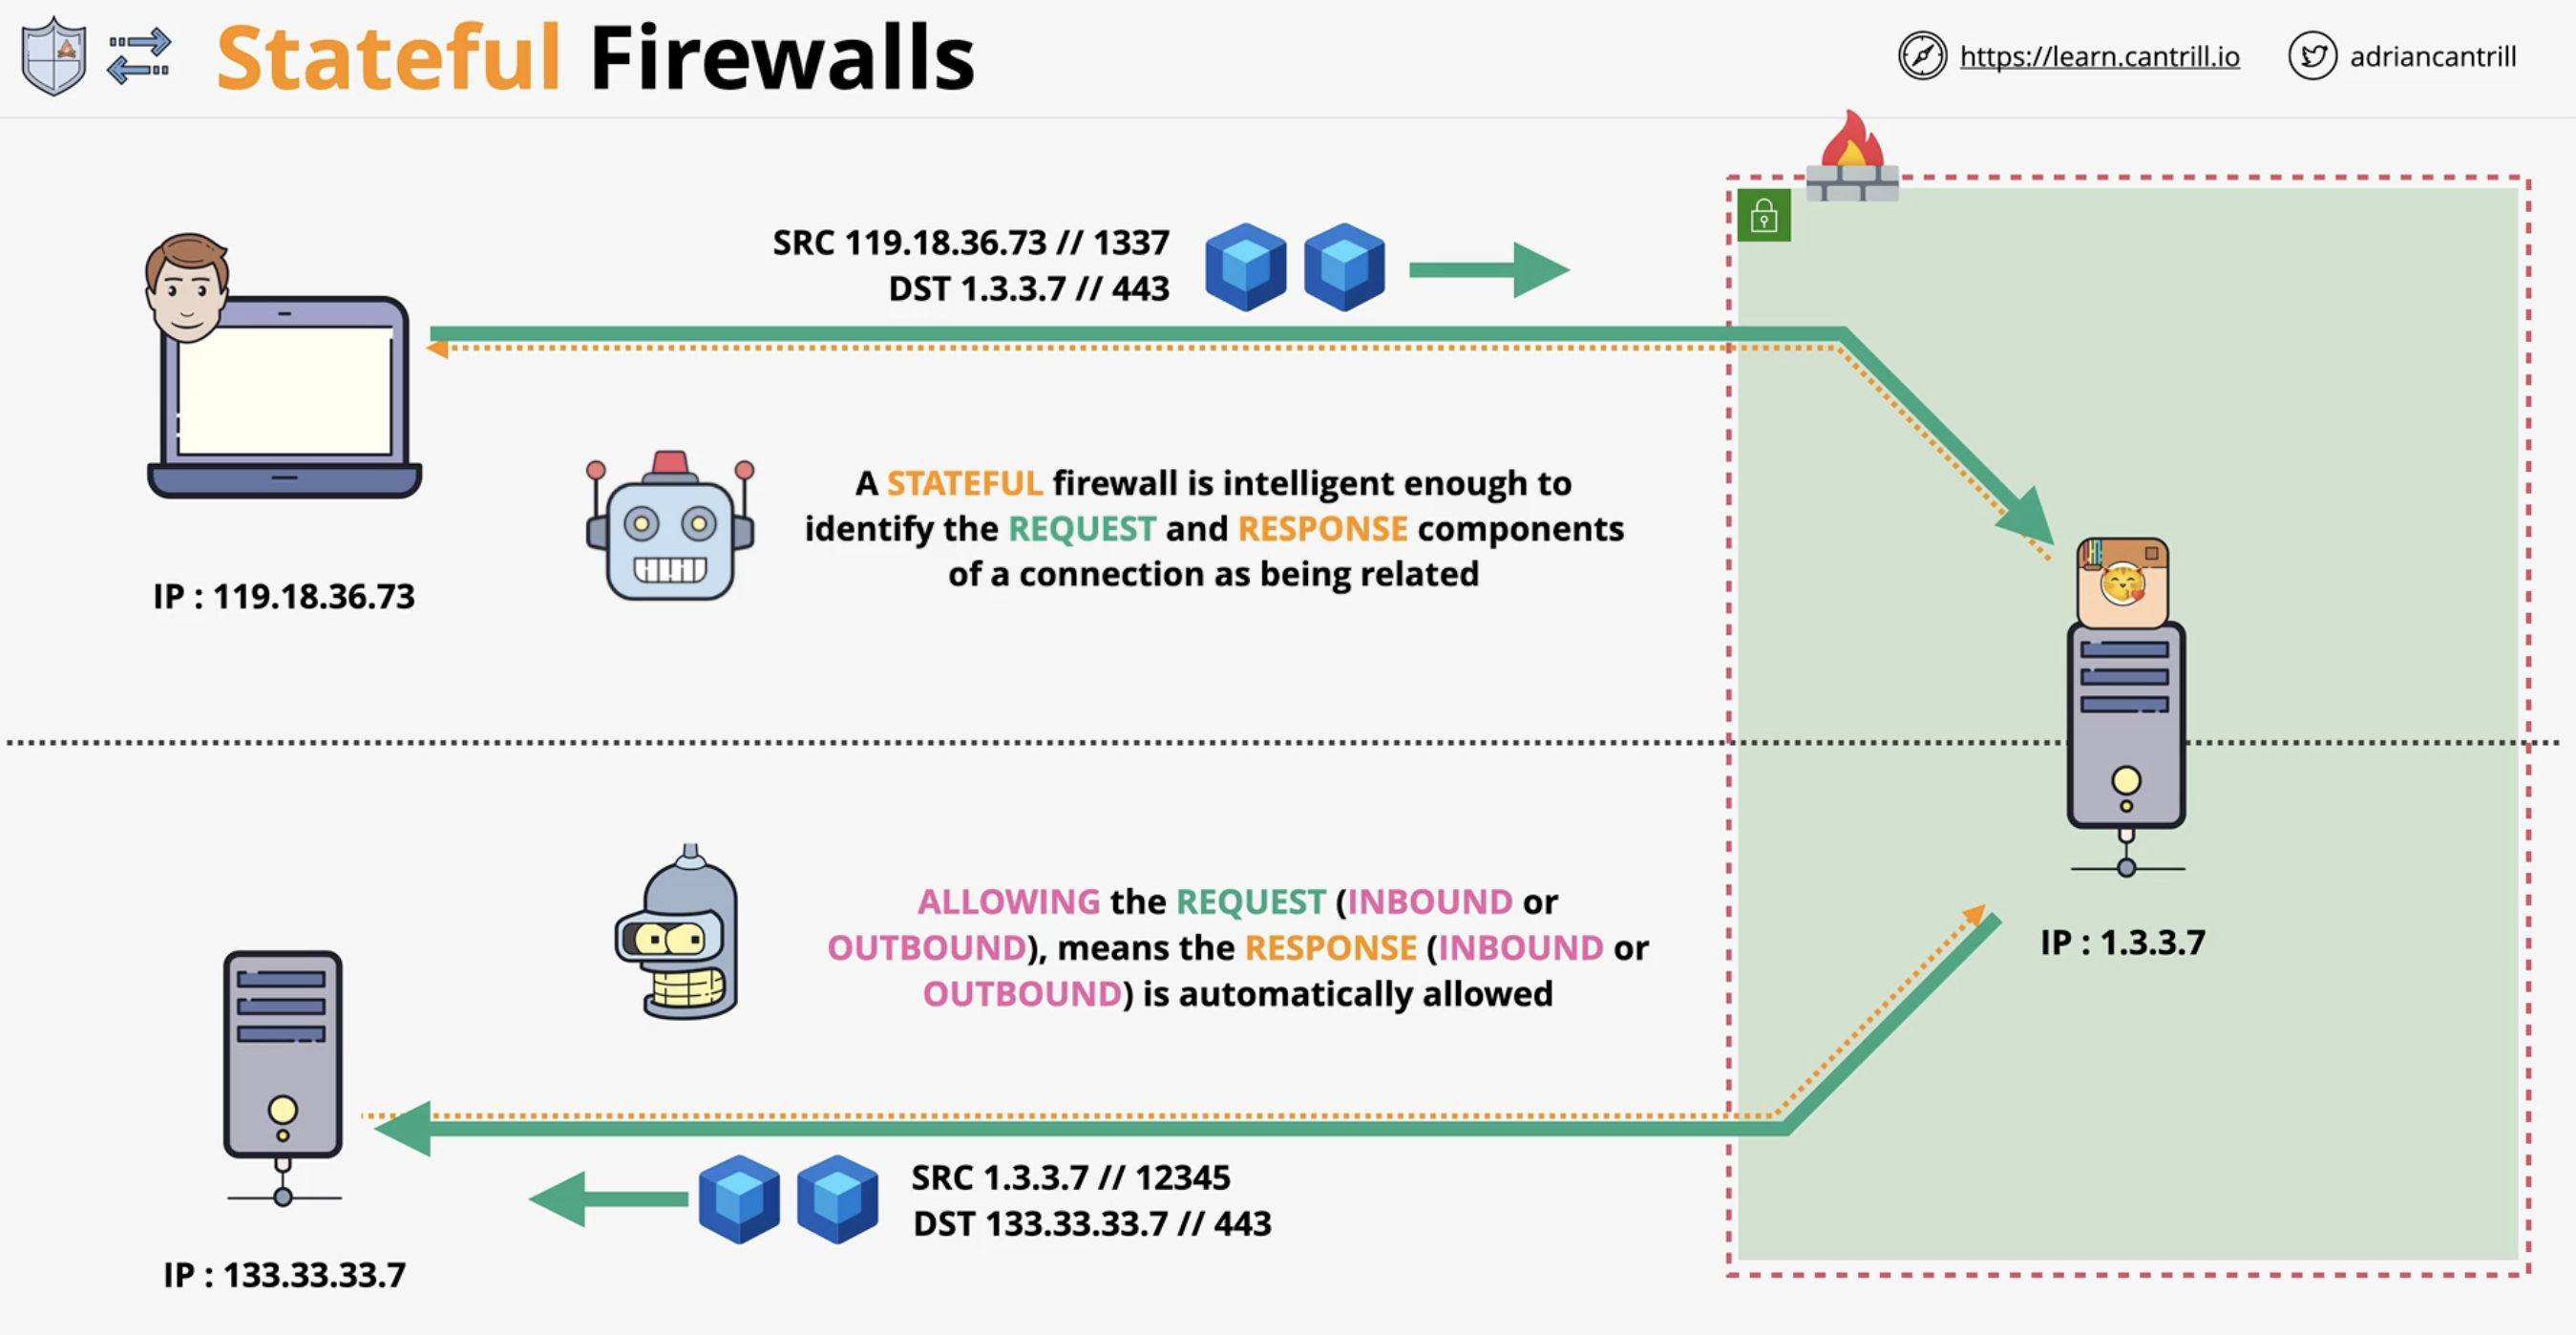 Stateful Firewalls
https://learn.cantrill.io
adriancantrill
SRC 119.18.36.73 // 1337
DST 1.3.3.7 // 443
A STATEFUL firewall is intelligent enough to
identify the REQUEST and RESPONSE components
of a connection as being related
IP : 119.18.36.73
ALLOWING the REQUEST (INBOUND or
OUTBOUND), means the RESPONSE (INBOUND or
OUTBOUND) is automatically allowed
IP : 1.3.3.7
SRC 1.3.3.7 // 12345
DST 133.33.33.7 // 443
IP : 133.33.33.7